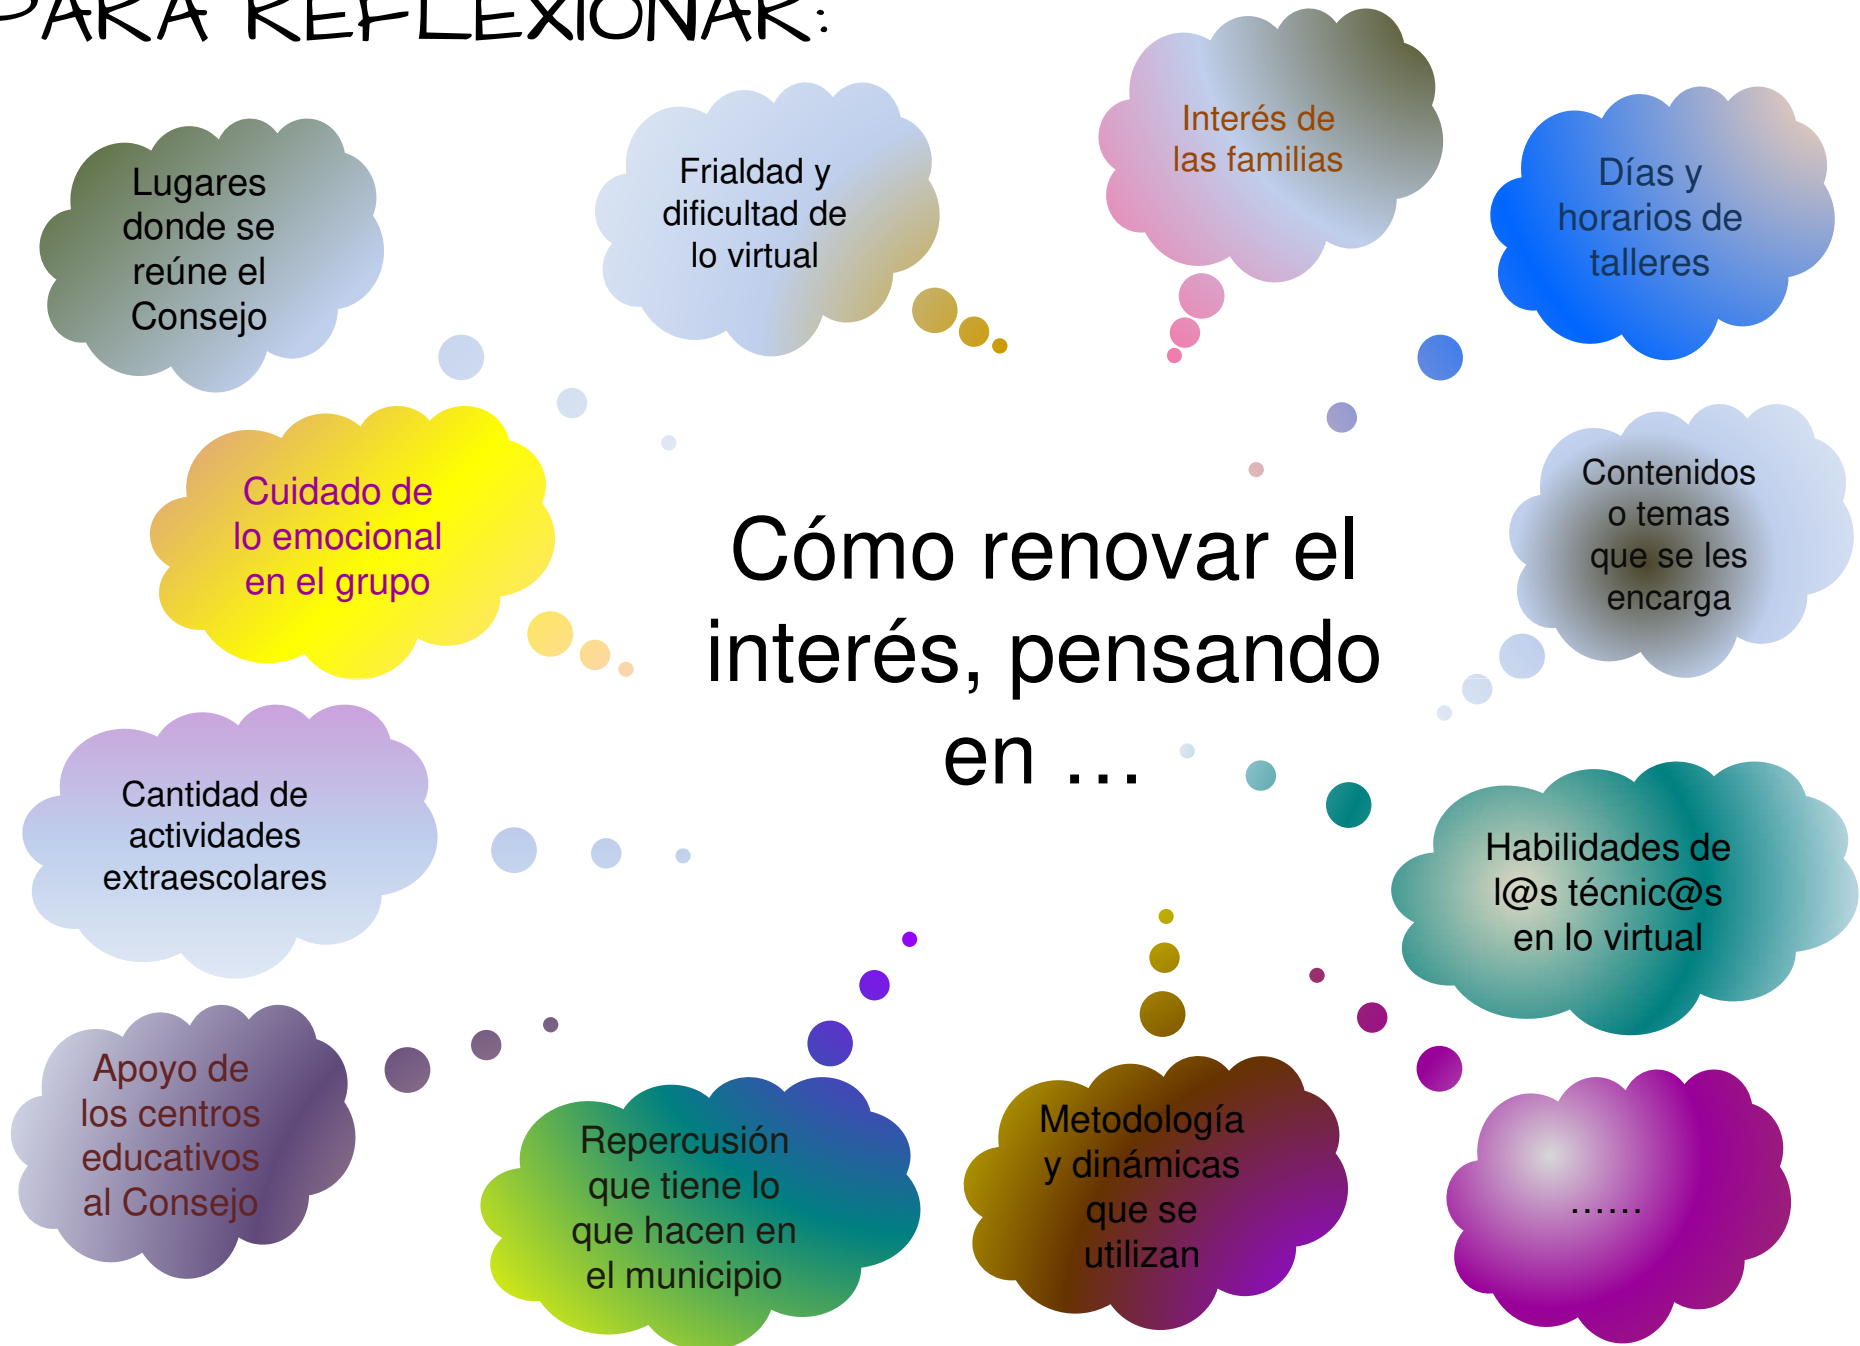 PARA REFLEXIONAR:
Lugares
donde se
reúne el
Consejo
Frialdad y
dificultad de
lo virtual
Interés de
las familias
Días y
horarios de
talleres
Cuidado de
lo emocional
en el grupo
Cómo renovar el
interés, pensando
en …
Contenidos
o temas
que se les
encarga
Cantidad de
actividades
extraescolares
Habilidades de
l@s técnic@s
en lo virtual
Apoyo de
los centros
educativos
al Consejo
Repercusión
que tiene lo
que hacen en
el municipio
Metodología
y dinámicas
que se
utilizan
……